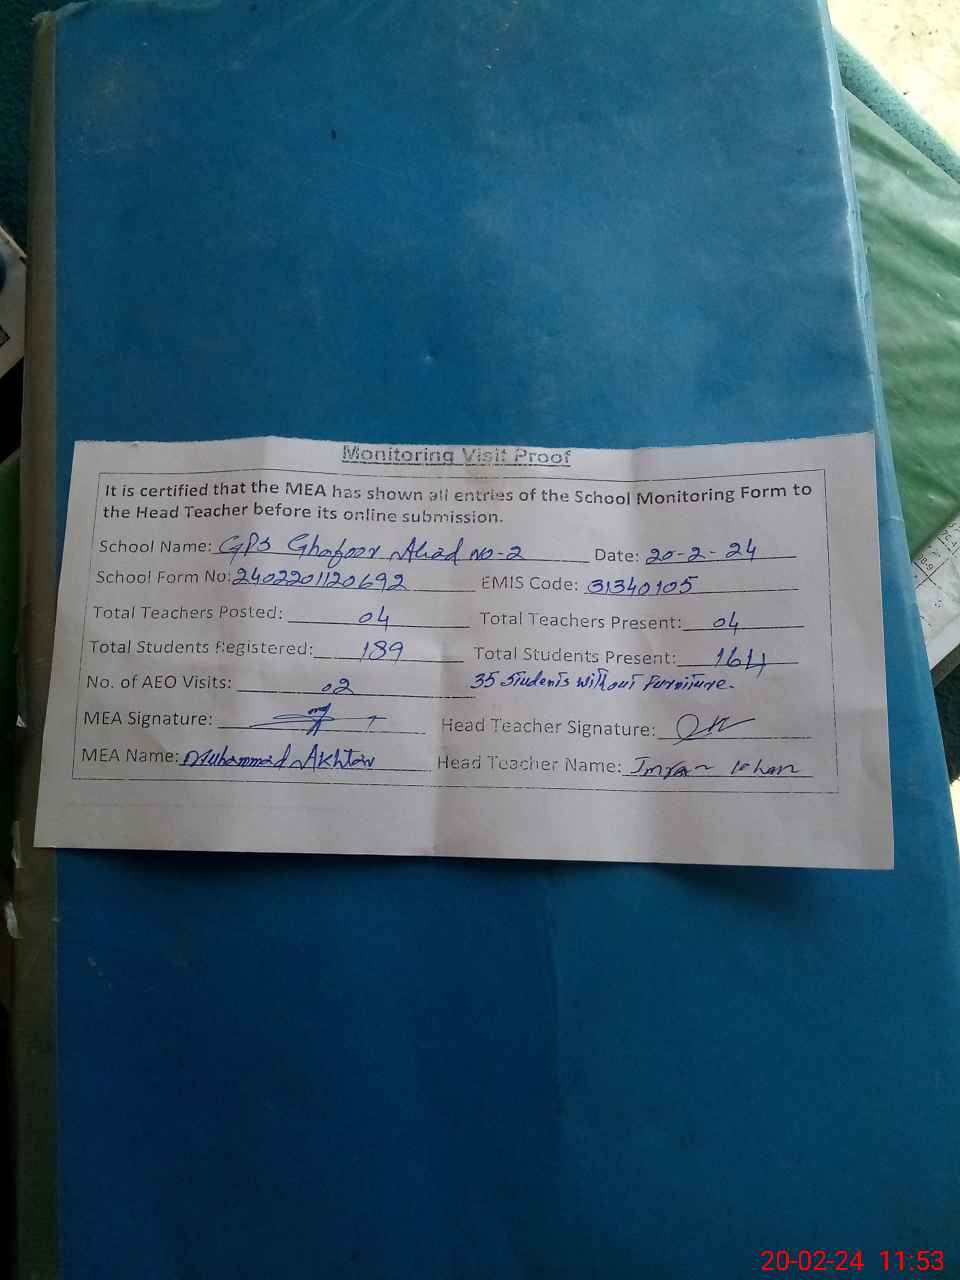 Monitoring Visit Proof
It is certified that the MEA has shown all entries of the School Monitoring Form to
the Head Teacher before its online submission.
School Name: GPS Ghafoor Abad No-2 Date: 20-2-24
School Form No: 2402201120692 EMIS Code: 31340105
Total Teachers Posted: 04 Total Teachers Present: 04
Total Students Registered: 189 Total Students Present: 164
No. of AEO Visits: 02 35 Students Without Furniture.
MEA Signature: Head Teacher Signature:
MEA Name: Muhammad Akhtar Head Teacher Name: Imran Khan
20-02-24 11:53